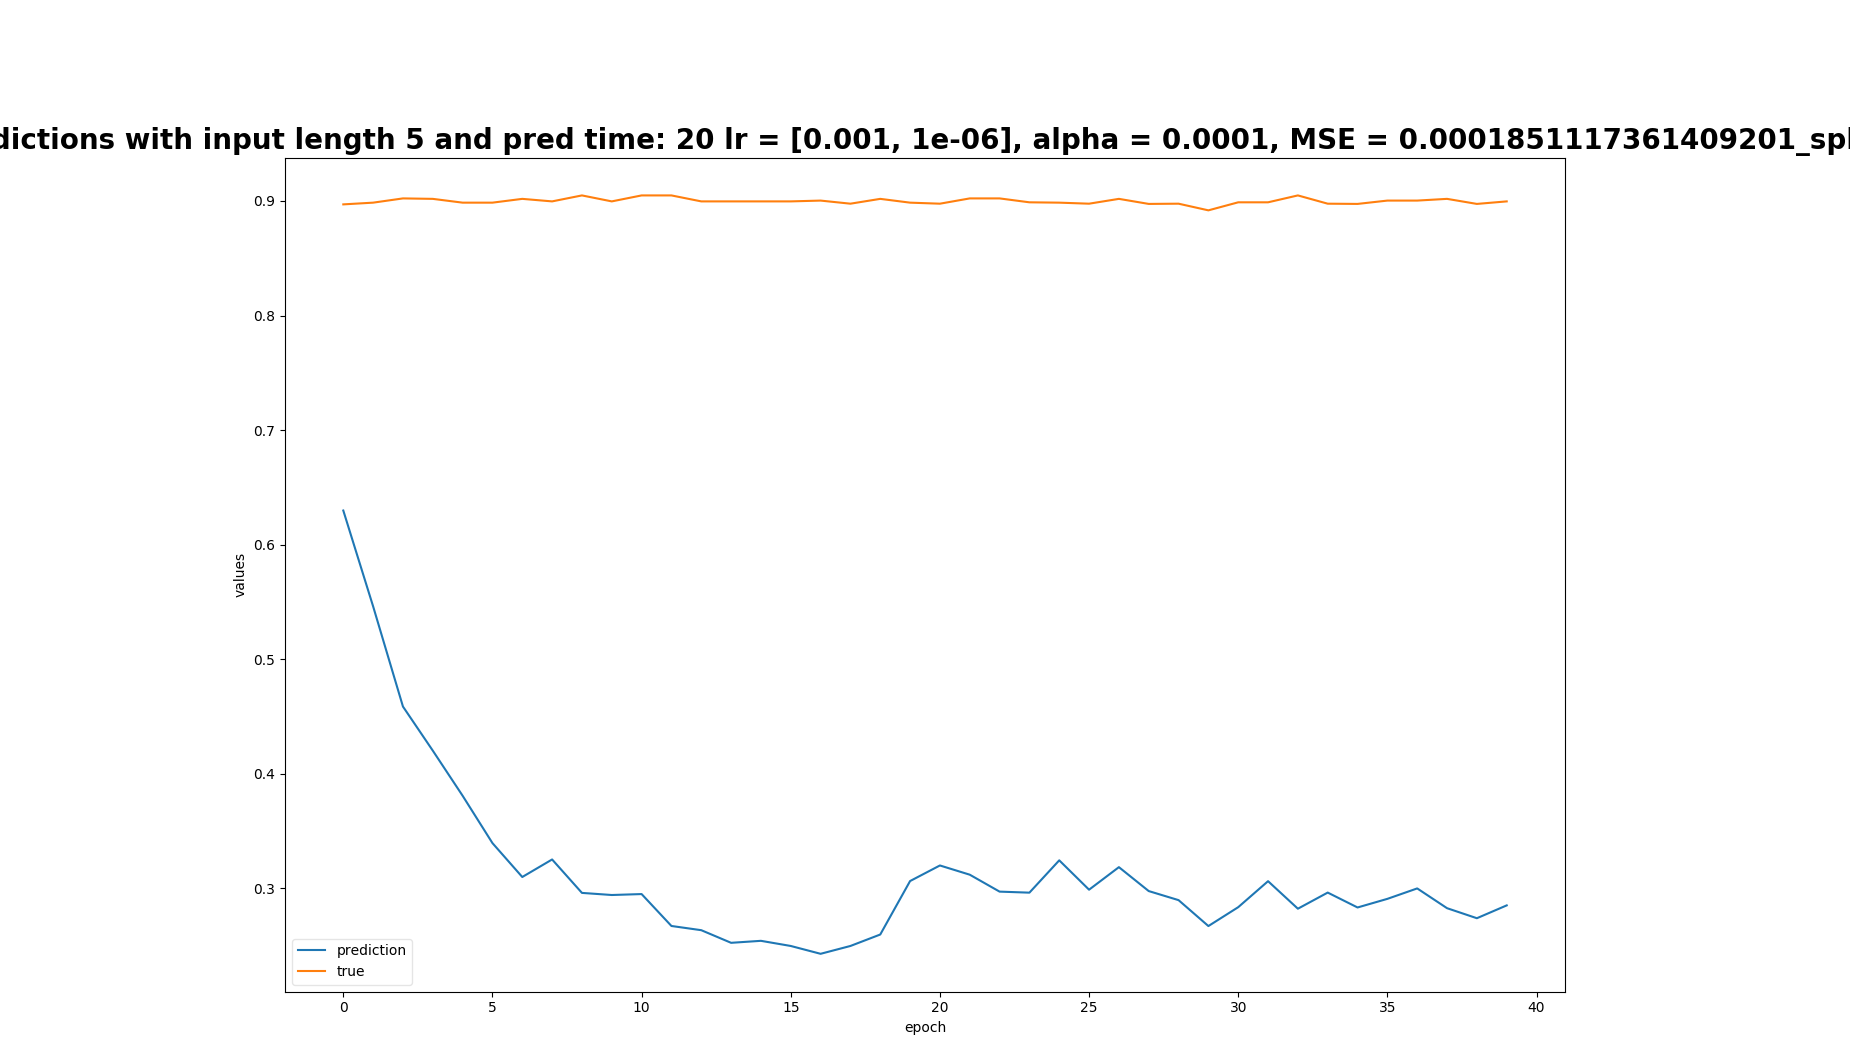 dictions with input length 5 and pred time: 20 lr = [0.001, 1e-06], alpha = 0.0001, MSE = 0.0001851117361409201_spl
0.9
0.8
0.7
0.6
0.5
0.4
0.3
values
prediction
true
0 5 10 15 20 25 30 35 40
epoch